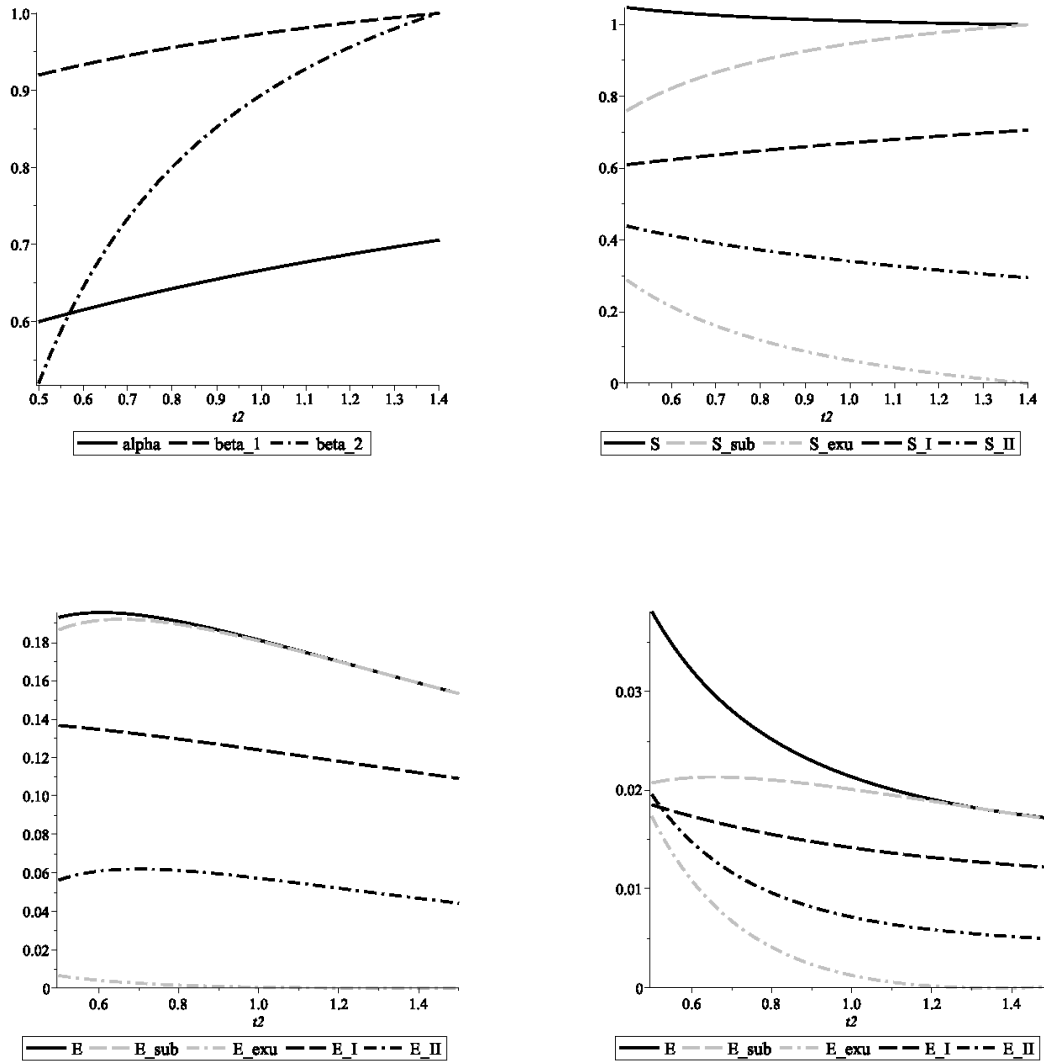 1.0
0.9
0.8
0.7
0.6
0.5 0.6 0.7 0.8 0.9 1.0 1.1 1.2 1.3 1.4
t2
alpha beta_1 beta_2
1
0.8
0.6
0.4
0.2
0
0.6 0.7 0.8 0.9 1.0 1.1 1.2 1.3 1.4
t2
S S_sub S_exu S_I S_II
0.18
0.16
0.14
0.12
0.10
0.08
0.06
0.04
0.02
0
0.6 0.8 1.0 1.2 1.4
t2
E E_sub E_exu E_I E_II
0.03
0.02
0.01
0
0.6 0.8 1.0 1.2 1.4
t2
E E_sub E_exu E_I E_II